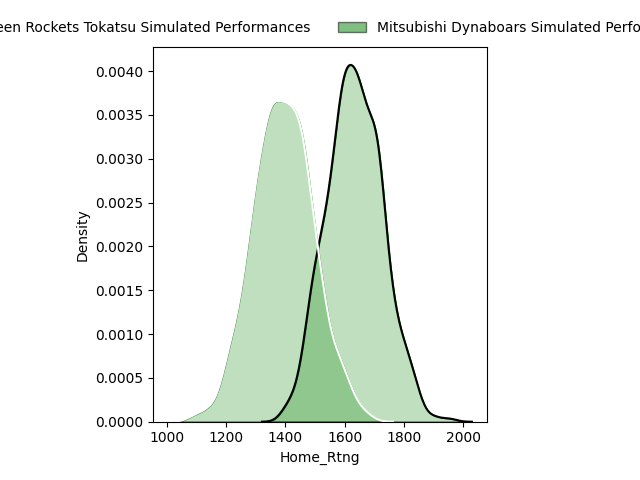 een Rockets Tokatsu Simulated Performances Mitsubishi Dynaboars Simulated Perfo
0.0040
0.0035
0.0030
0.0025
0.0020
0.0015
0.0010
0.0005
0.0000
Density
1000 1200 1400 1600 1800 2000
Home_Rtng